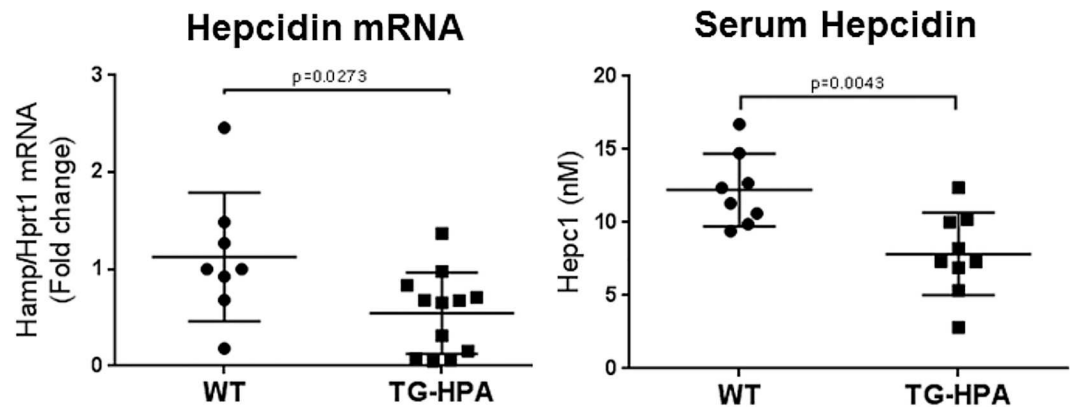 Hepcidin mRNA
Hamp/Hprt1 mRNA
(Fold change)
3
2
1
0
p=0.0273
WT
TG-HPA
Serum Hepcidin
Hepc1 (nM)
20
15
10
5
0
p=0.0043
WT
TG-HPA